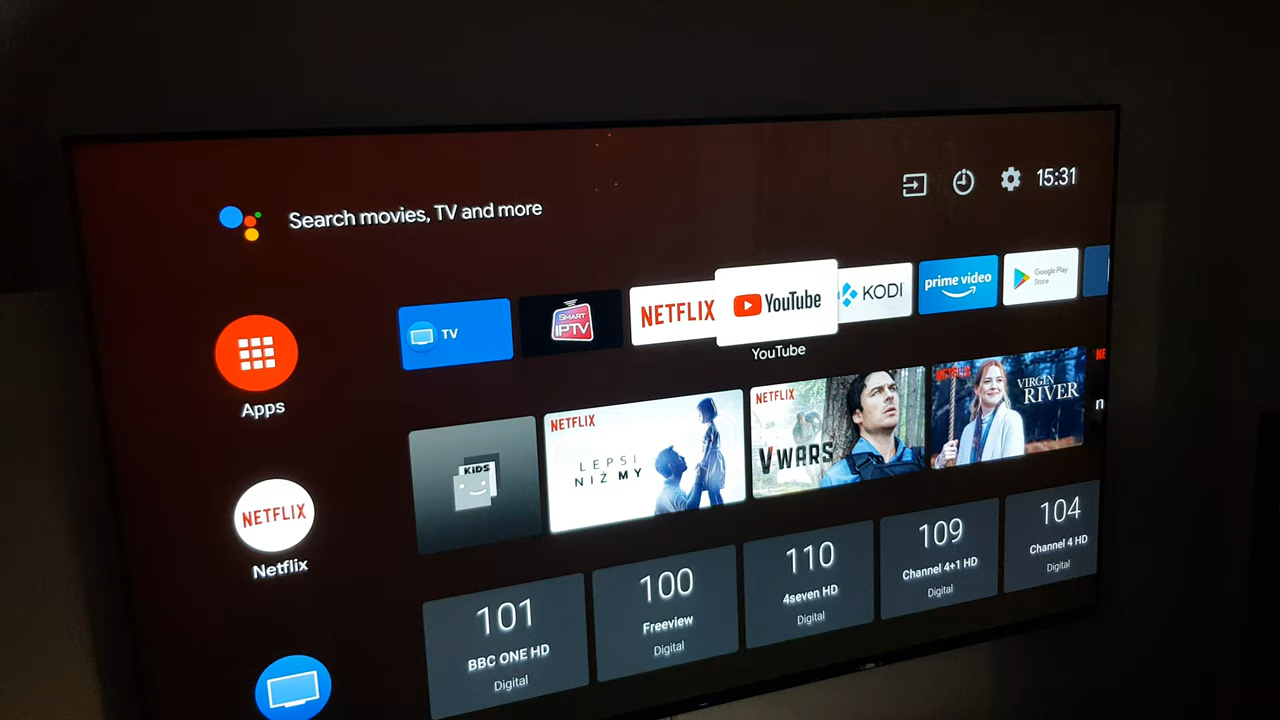 Search movies, TV and more
15:31
Apps
TV
SMART
IPTV
NETFLIX
YouTube
KODI
prime video
Google Play
Store
YouTube
NETFLIX
Netflix
KIDS
NETFLIX
LEPSI
NIŻ MY
NETFLIX
V WARS
NETFLIX
VIRGIN
RIVER
NE
n
101
BBC ONE HD
Digital
100
Freeview
Digital
110
4seven HD
Digital
109
Channel 4+1 HD
Digital
104
Channel 4 HD
Digital